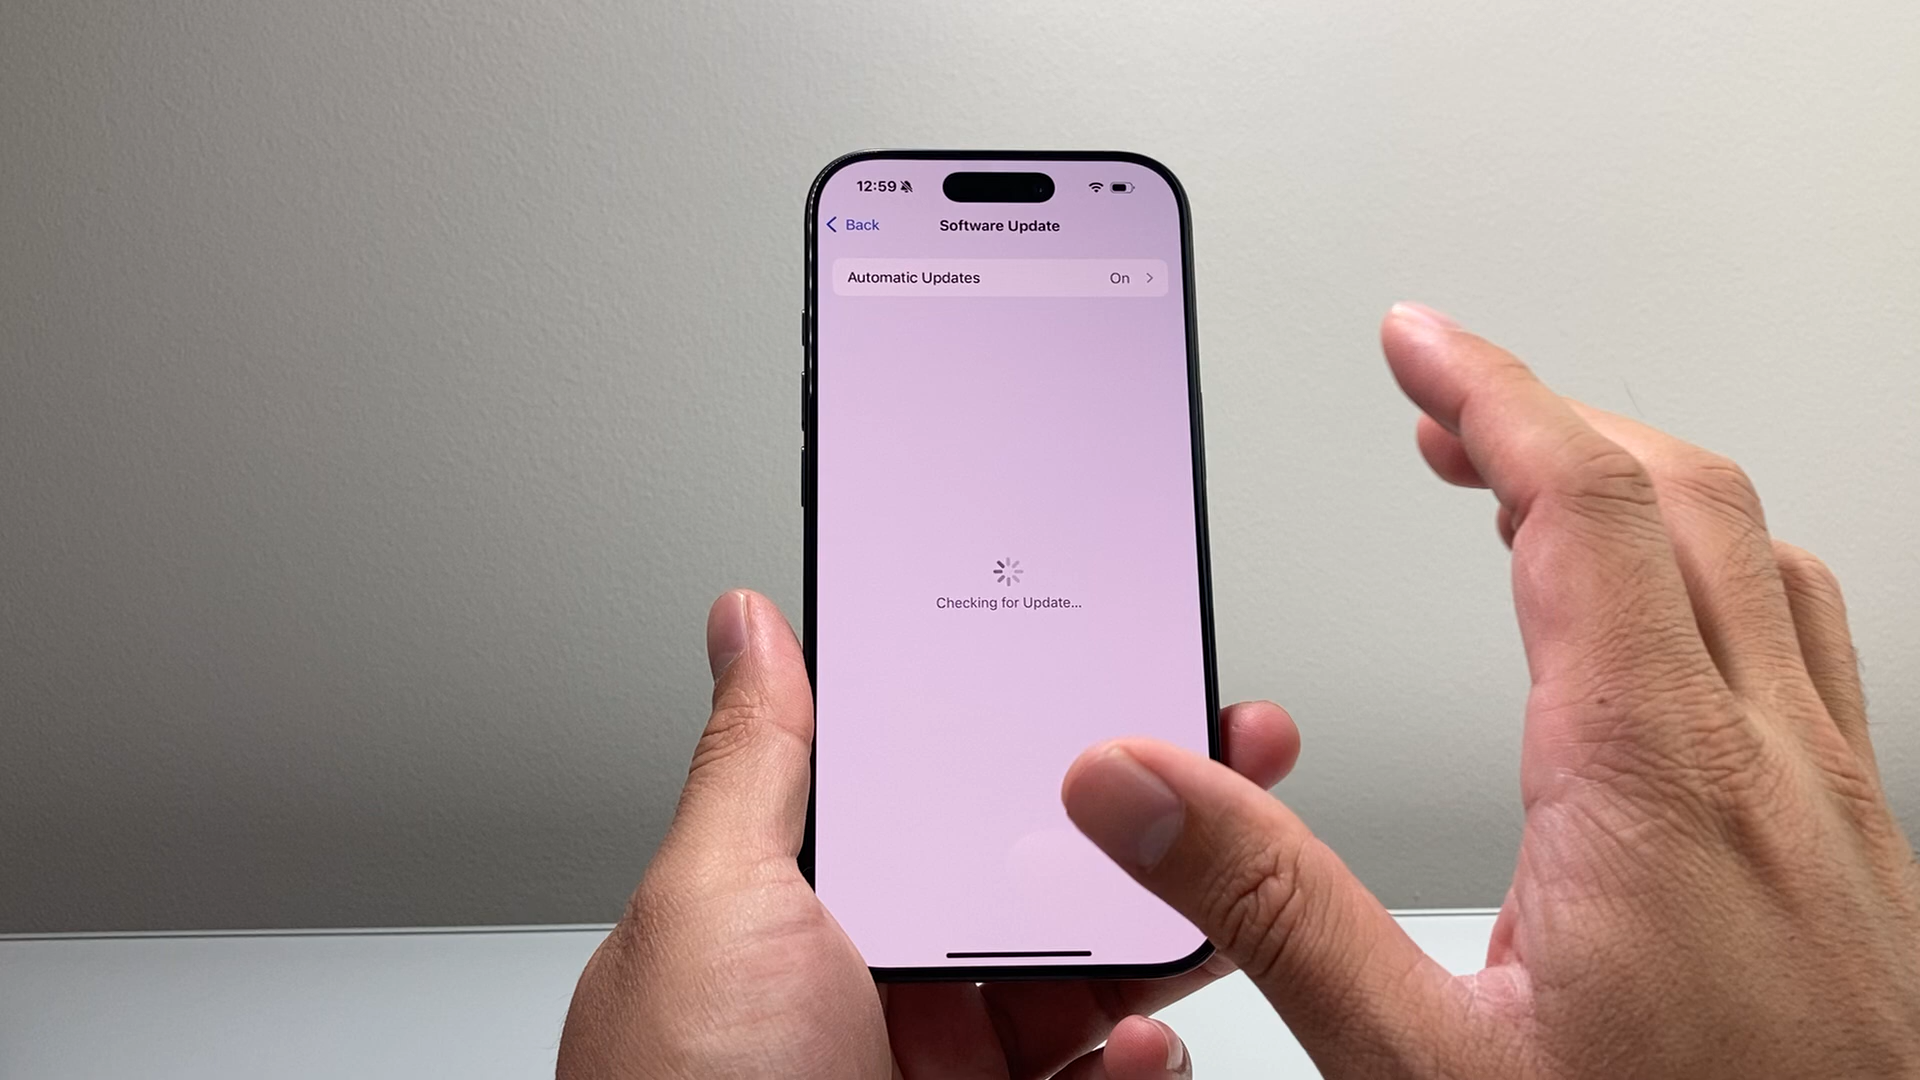 12:59
Back
Software Update
Automatic Updates On
Checking for Update...